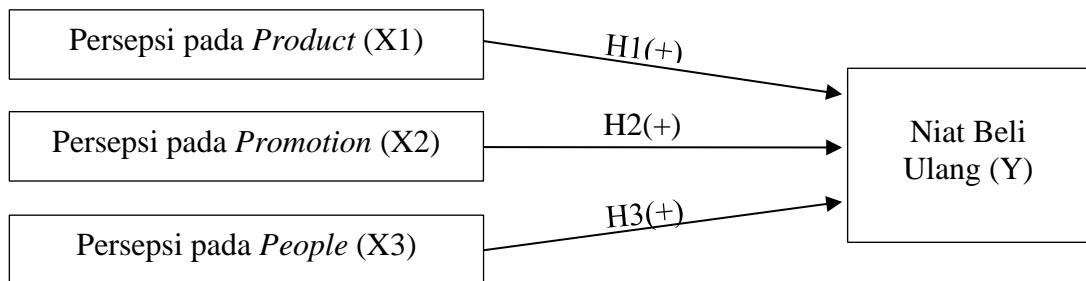 Persepsi pada Product (X1)
H1(+)
Persepsi pada Promotion (X2)
H2(+)
Niat Beli
Ulang (Y)
Persepsi pada People (X3)
H3(+)